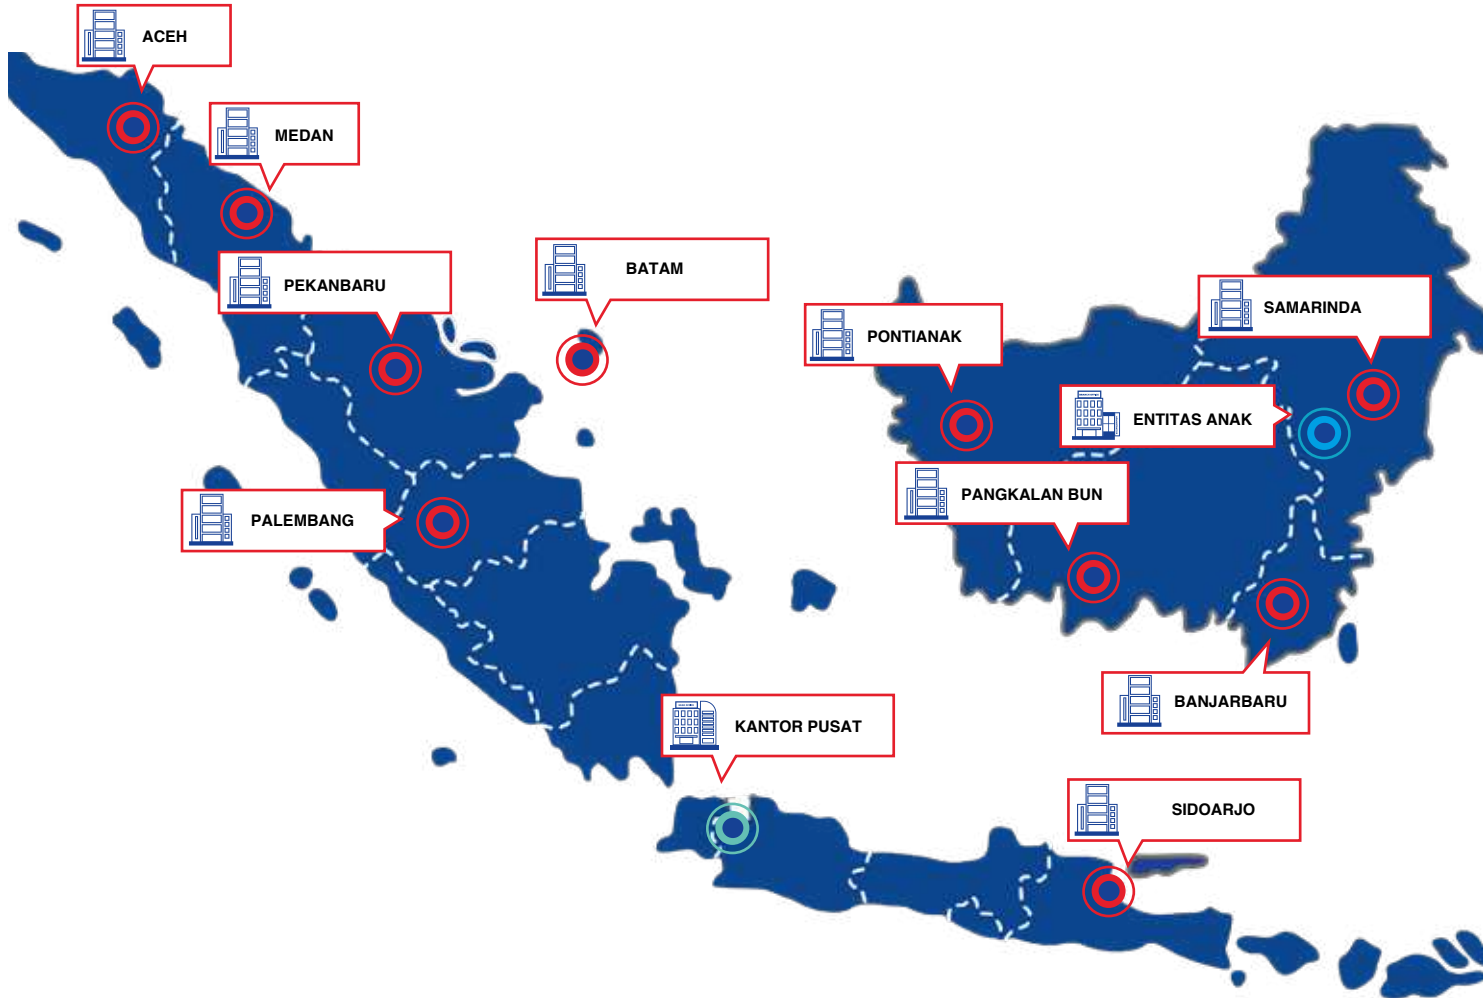 ACEH
MEDAN
PEKANBARU
BATAM
PONTIANAK
SAMARINDA
ENTITAS ANAK
PANGKALAN BUN
PALEMBANG
BANJARBARU
KANTOR PUSAT
SIDOARJO